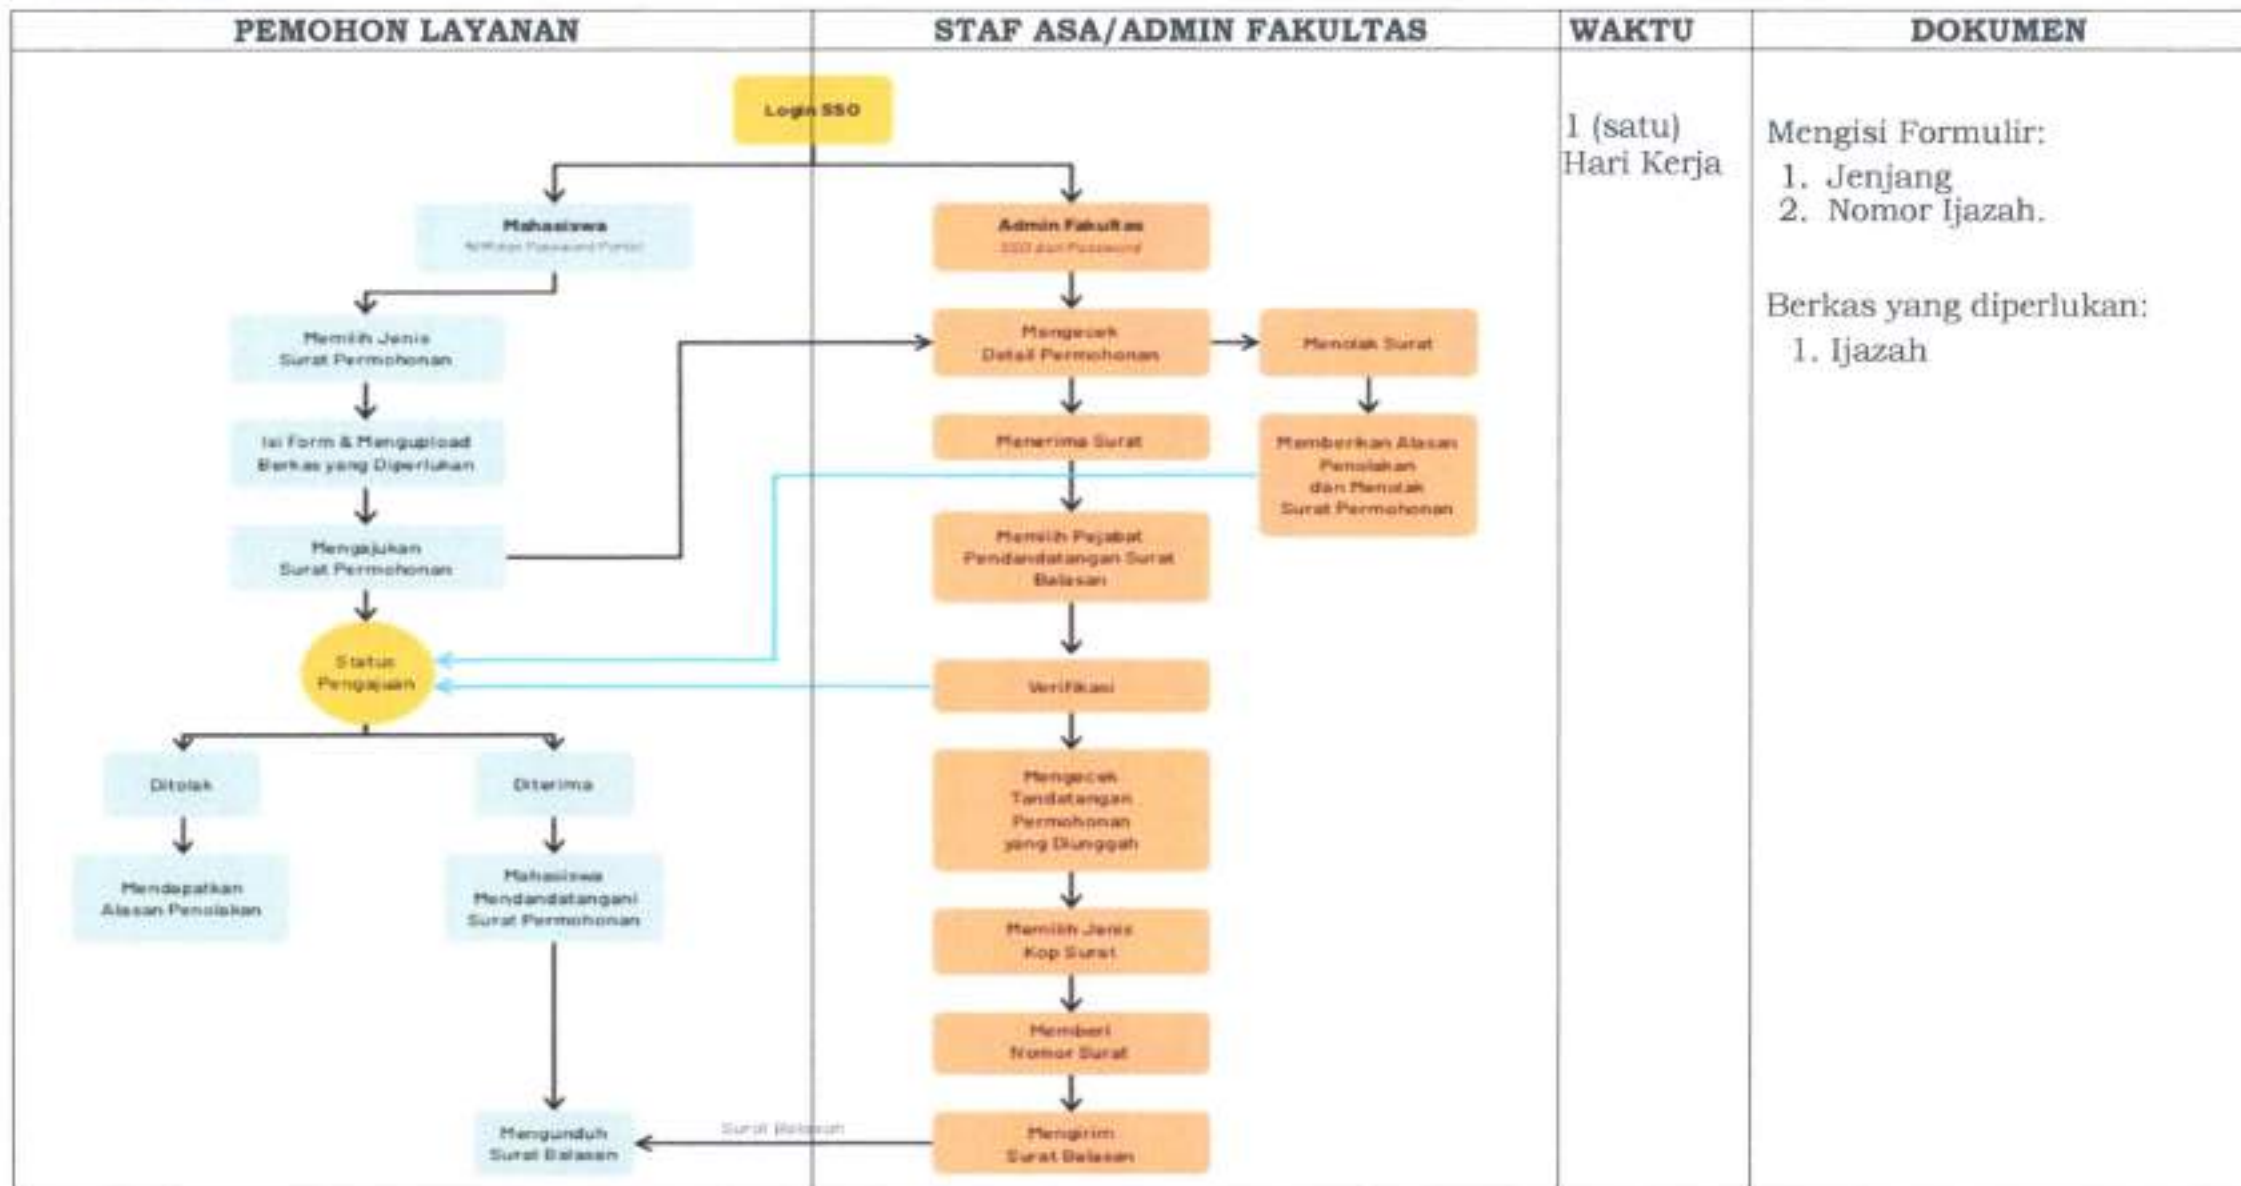 PEMOHON LAYANAN
STAF ASA/ADMIN FAKULTAS
WAKTU
DOKUMEN
Login SSO
Mahasiswa
Admin Fakultas
SSO dan Password
Memilih Jenis
Surat Permohonan
Isi Form & Mengupload
Berkas yang Diperlukan
Mengajukan
Surat Permohonan
Status
Pengajuan
Ditolak
Diterima
Mendapatkan
Alasan Penolakan
Mahasiswa
Mendandatangani
Surat Permohonan
Mengunduh
Surat Balasan
Surat Balasan
Mengecek
Detail Permohonan
Menolak Surat
Menerima Surat
Memberikan Alasan
Penolakan
dan Menolak
Surat Permohonan
Memilih Pejabat
Pendandatangan Surat
Balasan
Verifikasi
Mengecek
Tandatangan
Permohonan
yang Diunggah
Memilih Jenis
Kop Surat
Memberi
Nomor Surat
Mengirim
Surat Balasan
1 (satu)
Hari Kerja
Mengisi Formulir:
1. Jenjang
2. Nomor Ijazah.
Berkas yang diperlukan:
1. Ijazah